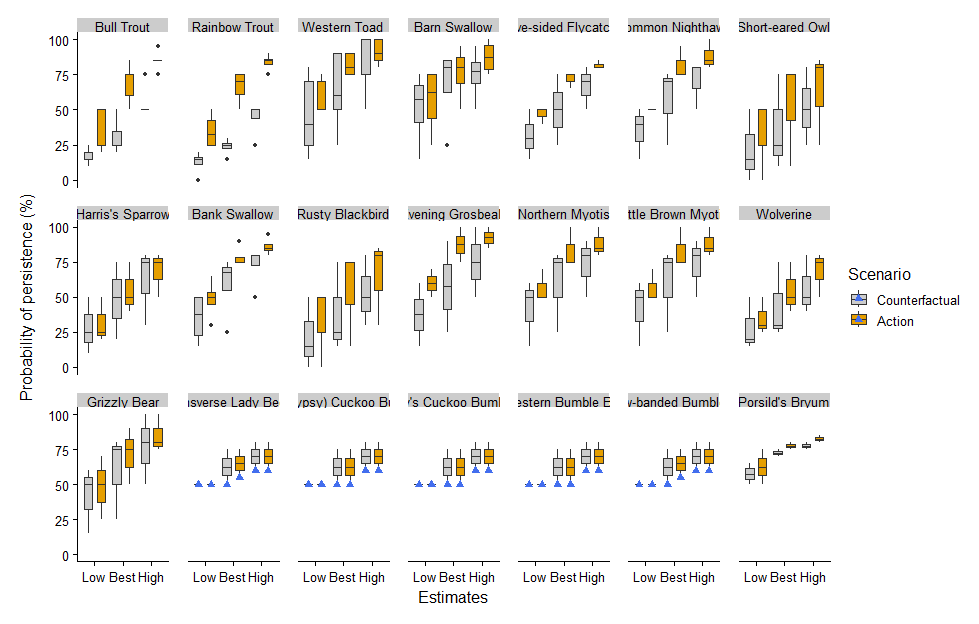 Bull Trout Rainbow Trout Western Toad Barn Swallow ve-sided Flycatc ommon Nighthaw Short-eared Owl
100
75
50
25
0
Harris's Sparrow Bank Swallow Rusty Blackbird vening Grosbeal Northern Myotis ttle Brown Myot Wolverine
100
75
50
25
0
Grizzly Bear nsverse Lady Be ypsy) Cuckoo Bu 's Cuckoo Buml estern Bumble B w-banded Bumbl Porsild's Bryum
100
75
50
25
0
Low Best High Low Best High Low Best High Low Best High Low Best High Low Best High Low Best High
Estimates
Probability of persistence (%)
Scenario
Counterfactual
Action